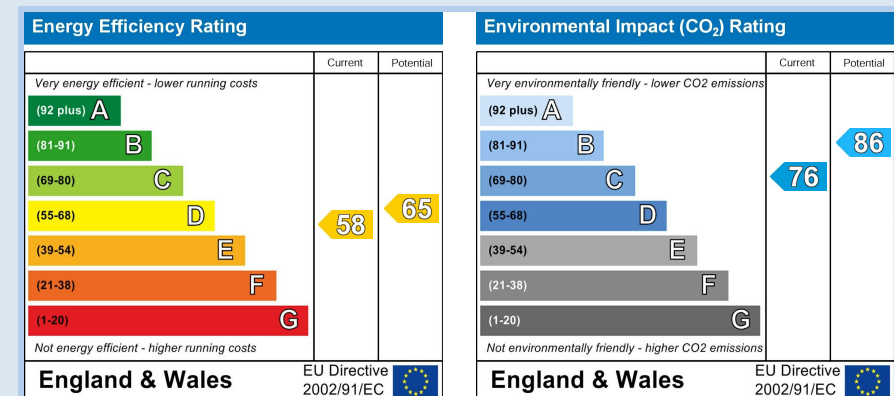 Energy Efficiency Rating
Current Potential
Very energy efficient - lower running costs
(92 plus) A
(81-91) B
(69-80) C
(55-68) D
(39-54) E
(21-38) F
(1-20) G
58
65
Not energy efficient - higher running costs
England & Wales
EU Directive
2002/91/EC
Environmental Impact (CO₂) Rating
Current Potential
Very environmentally friendly - lower CO2 emissions
(92 plus) A
(81-91) B
(69-80) C
(55-68) D
(39-54) E
(21-38) F
(1-20) G
76
86
Not environmentally friendly - higher CO2 emissions
England & Wales
EU Directive
2002/91/EC